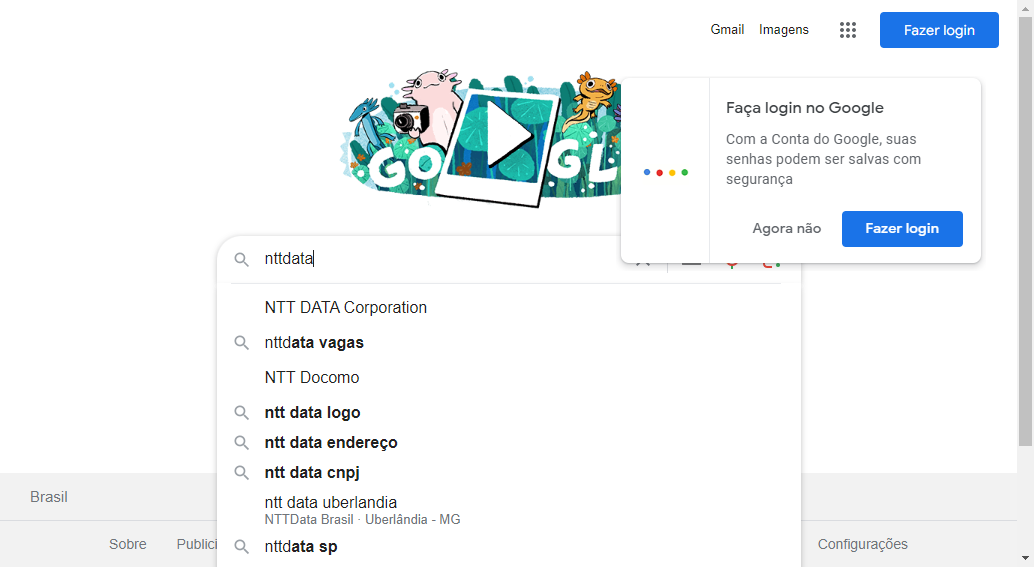 Gmail Imagens Fazer login
GO GL
Faça login no Google
Com a Conta do Google, suas
senhas podem ser salvas com
segurança
Agora não Fazer login
nttdata
NTT DATA Corporation
nttdata vagas
NTT Docomo
ntt data logo
ntt data endereço
ntt data cnpj
ntt data uberlandia
NTTData Brasil · Uberlândia - MG
nttdata sp
Brasil
Sobre Publici Configurações